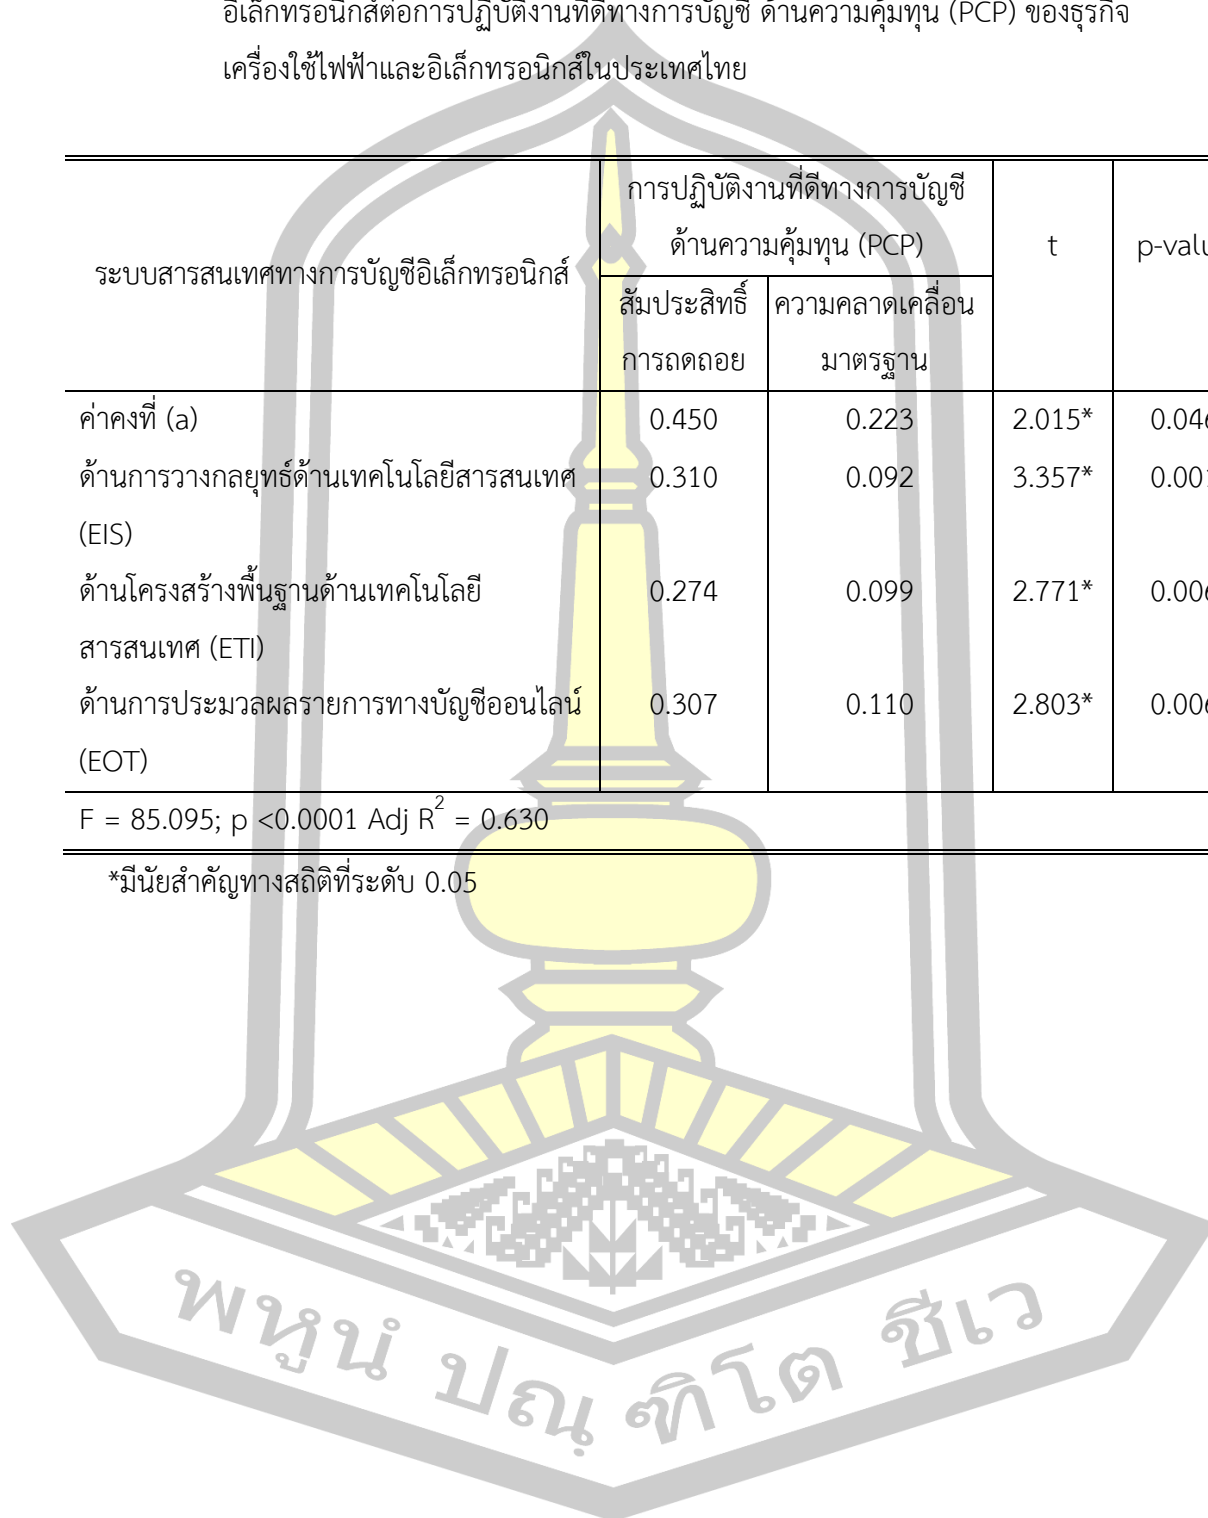 อิเล็กทรอนิกส์ต่อการปฏิบัติงานที่ดีทางการบัญชี ด้านความคุ้มทุน (PCP) ของธุรกิจ
เครื่องใช้ไฟฟ้าและอิเล็กทรอนิกส์ในประเทศไทย
ระบบสารสนเทศทางการบัญชีอิเล็กทรอนิกส์
การปฏิบัติงานที่ดีทางการบัญชี
ด้านความคุ้มทุน (PCP)
t
สัมประสิทธิ์
การถดถอย
ความคลาดเคลื่อน
มาตรฐาน
ค่าคงที่ (a) 0.450 0.223 2.015*
ด้านการวางกลยุทธ์ด้านเทคโนโลยีสารสนเทศ 0.310 0.092 3.357*
(EIS)
ด้านโครงสร้างพื้นฐานด้านเทคโนโลยี 0.274 0.099 2.771*
สารสนเทศ (ETI)
ด้านการประมวลผลรายการทางบัญชีออนไลน์ 0.307 0.110 2.803*
(EOT)
F = 85.095; p <0.0001 Adj R² = 0.630
*มีนัยสำคัญทางสถิติที่ระดับ 0.05
พหูนํ ปณฺฑิโต ชีเว